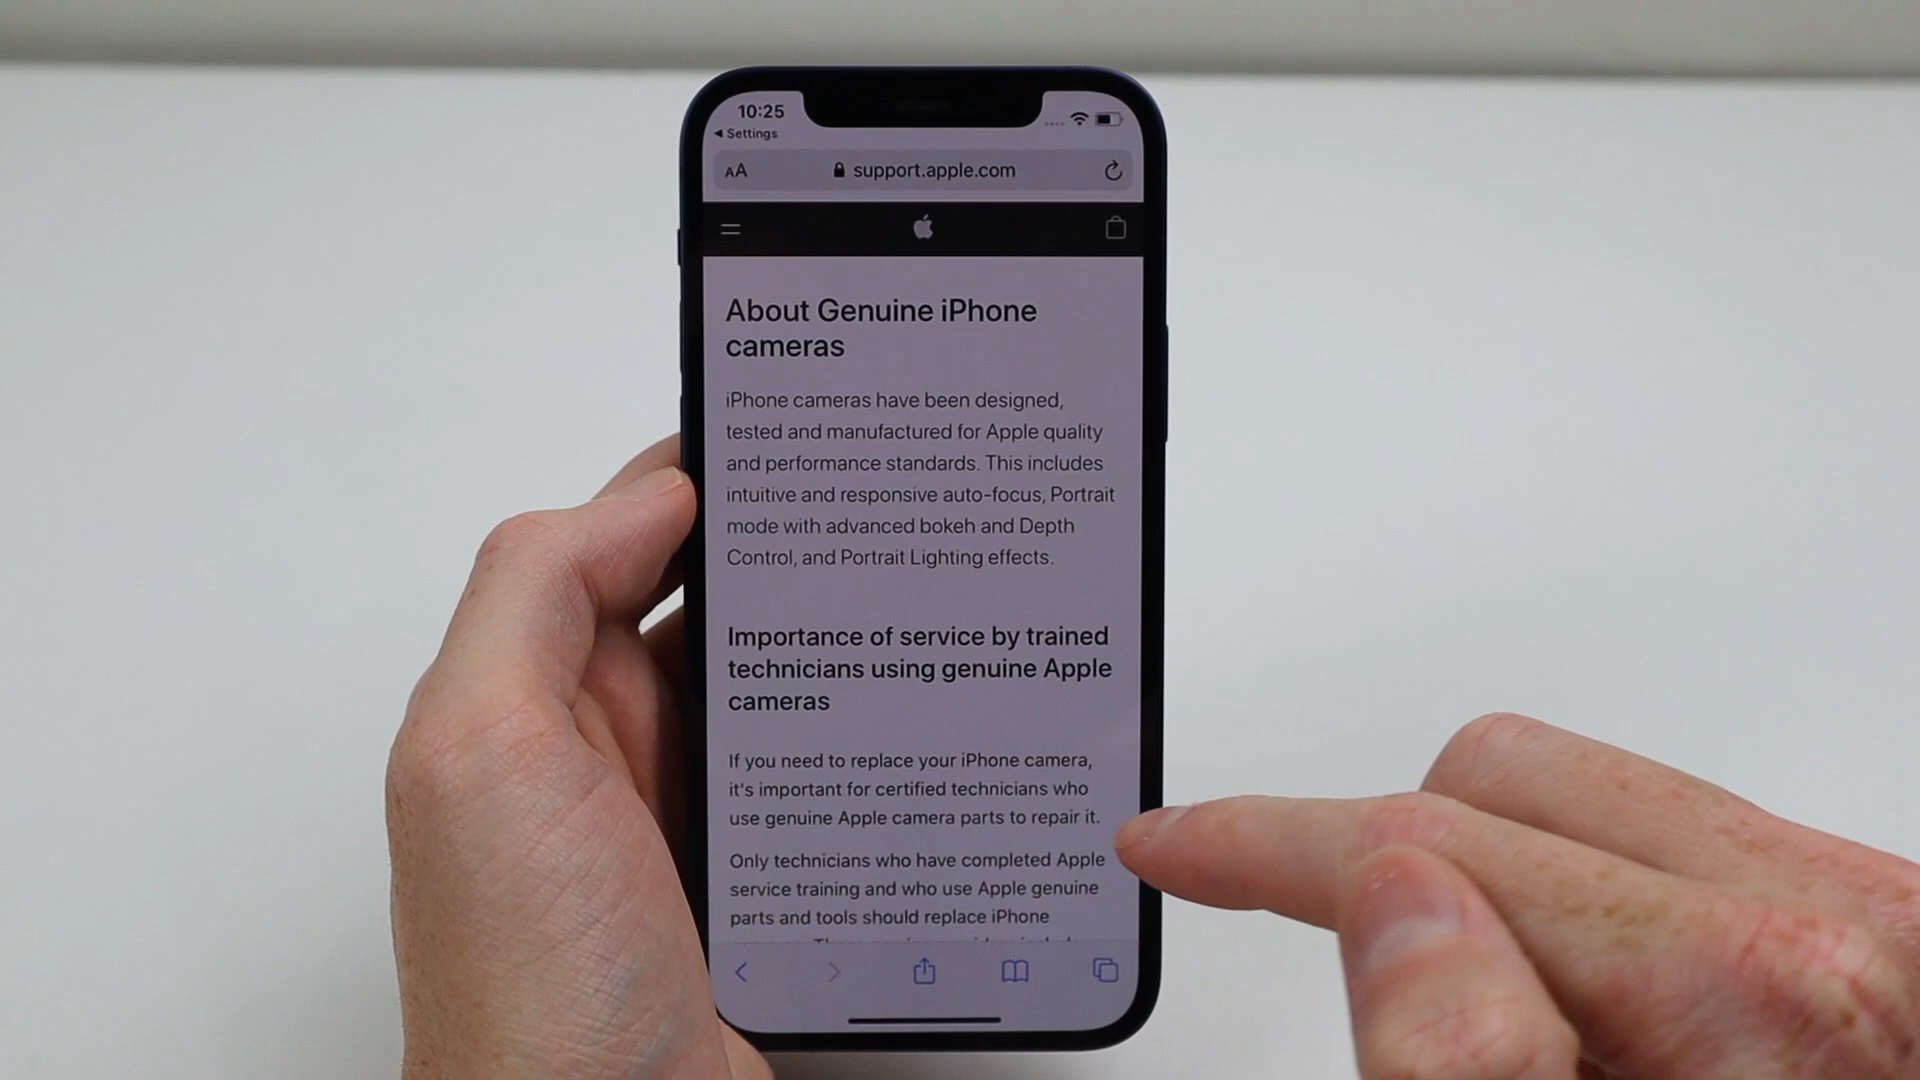 10:25
Settings
AA support.apple.com
About Genuine iPhone
cameras
iPhone cameras have been designed,
tested and manufactured for Apple quality
and performance standards. This includes
intuitive and responsive auto-focus, Portrait
mode with advanced bokeh and Depth
Control, and Portrait Lighting effects.
Importance of service by trained
technicians using genuine Apple
cameras
If you need to replace your iPhone camera,
it's important for certified technicians who
use genuine Apple camera parts to repair it.
Only technicians who have completed Apple
service training and who use Apple genuine
parts and tools should replace iPhone